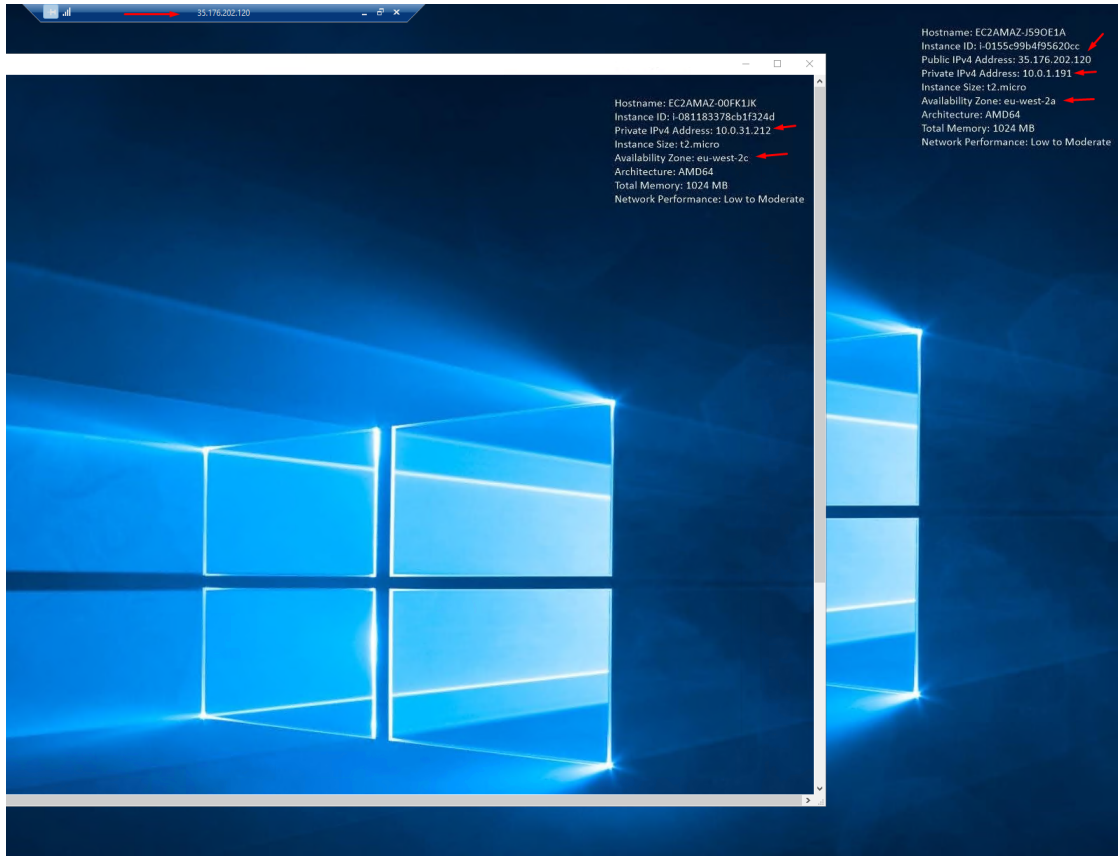 35.176.202.120
Hostname: EC2AMAZ-J59OE1A
Instance ID: i-0155c99b4f95620cc
Public IPv4 Address: 35.176.202.120
Private IPv4 Address: 10.0.1.191
Instance Size: t2.micro
Availability Zone: eu-west-2a
Architecture: AMD64
Total Memory: 1024 MB
Network Performance: Low to Moderate
Hostname: EC2AMAZ-00FK1JK
Instance ID: i-081183378cb1f324d
Private IPv4 Address: 10.0.31.212
Instance Size: t2.micro
Availability Zone: eu-west-2c
Architecture: AMD64
Total Memory: 1024 MB
Network Performance: Low to Moderate